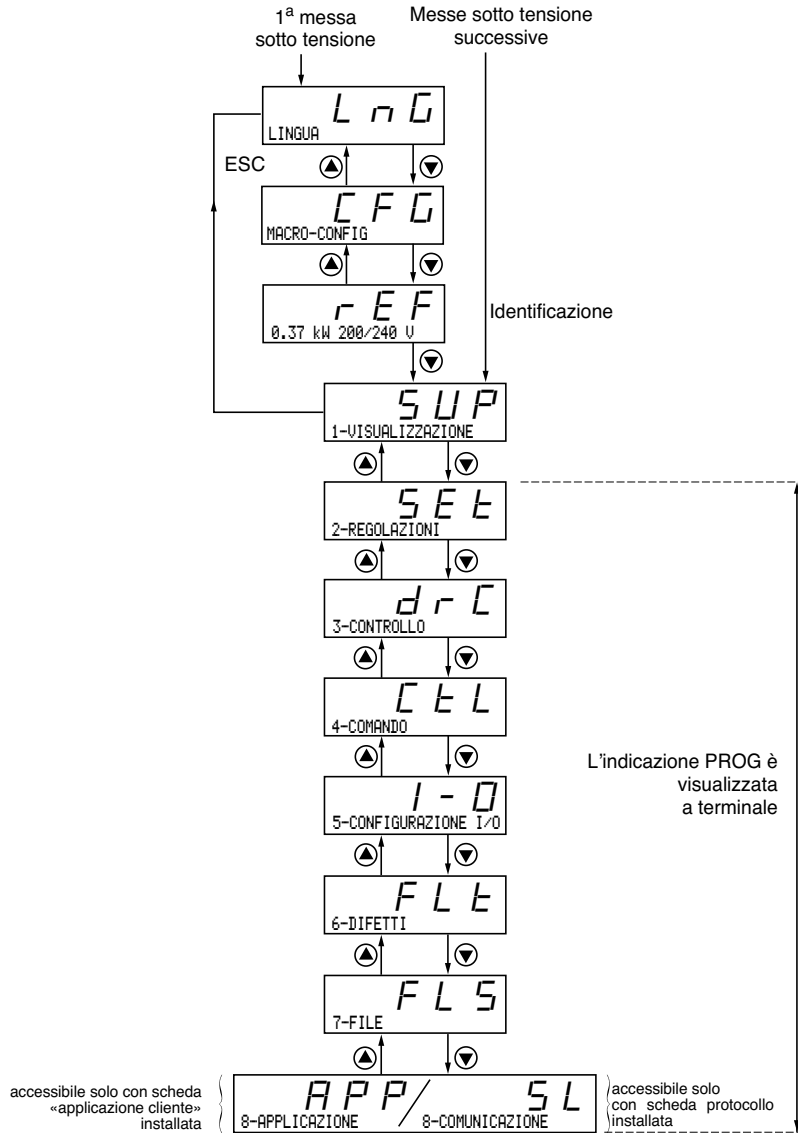 1a messa
sotto tensione
Messe sotto tensione
successive
LnG
LINGUA
ESC
CFG
MACRO-CONFIG
rEF
0.37 kW 200/240 V
Identificazione
SUP
1-VISUALIZZAZIONE
SEt
2-REGOLAZIONI
drC
3-CONTROLLO
CtL
4-COMANDO
I-O
5-CONFIGURAZIONE I/O
L'indicazione PROG è
visualizzata
a terminale
FLt
6-DIFETTI
FLS
7-FILE
accessibile solo con scheda
«applicazione cliente»
installata
APP/ SL
8-APPLICAZIONE 8-COMUNICAZIONE
accessibile solo
con scheda protocollo
installata